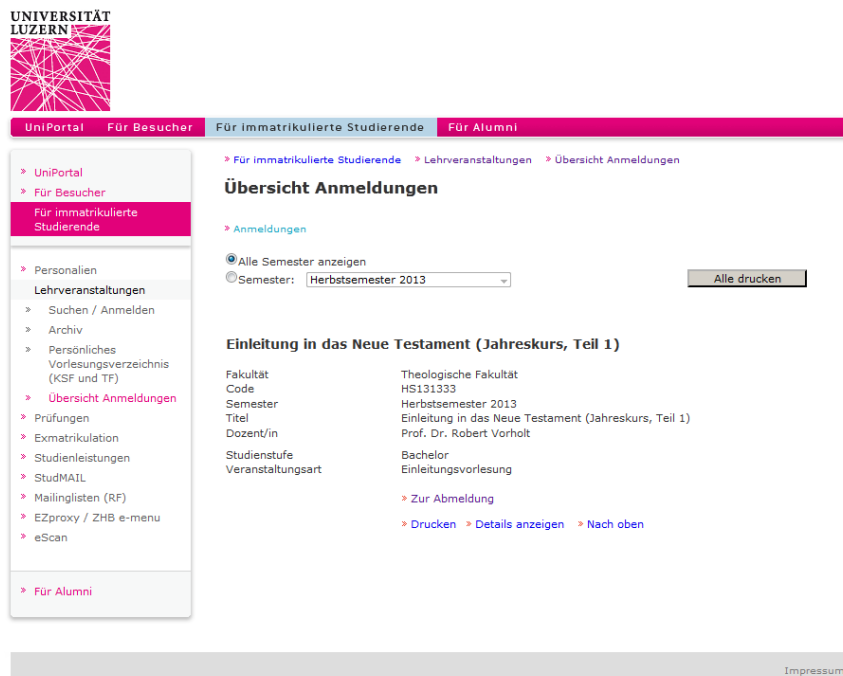 UNIVERSITÄT
LUZERN
UniPortal Für Besucher Für immatrikulierte Studierende Für Alumni
» UniPortal
» Für Besucher
Für immatrikulierte
Studierende
» Personalien
Lehrveranstaltungen
» Suchen / Anmelden
» Archiv
» Persönliches
Vorlesungsverzeichnis
(KSF und TF)
» Übersicht Anmeldungen
» Prüfungen
» Exmatrikulation
» Studienleistungen
» StudMAIL
» Mailinglisten (RF)
» EZproxy / ZHB e-menu
» eScan
» Für Alumni
» Für immatrikulierte Studierende » Lehrveranstaltungen » Übersicht Anmeldungen
Übersicht Anmeldungen
» Anmeldungen
Alle Semester anzeigen
Semester: Herbstsemester 2013
Alle drucken
Einleitung in das Neue Testament (Jahreskurs, Teil 1)
Fakultät Theologische Fakultät
Code HS131333
Semester Herbstsemester 2013
Titel Einleitung in das Neue Testament (Jahreskurs, Teil 1)
Dozent/in Prof. Dr. Robert Vorholt
Studienstufe Bachelor
Veranstaltungsart Einleitungsvorlesung
» Zur Abmeldung
» Drucken » Details anzeigen » Nach oben
Impressum